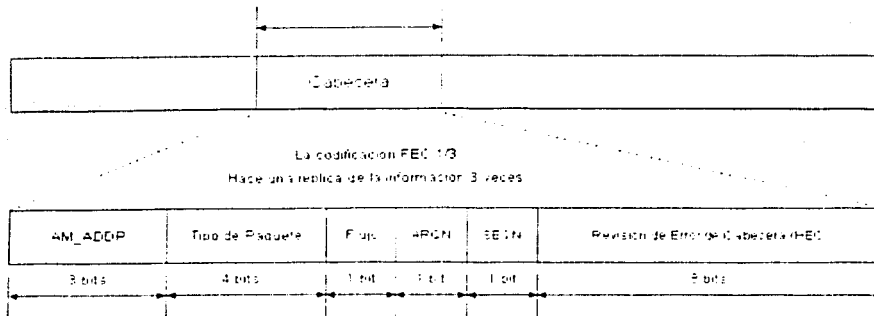 Cabecera
La codificación FEC 1/3
Hace una replica de la información 3 veces
AM_ADDR Tipo de Paquete Flujo ARQN SEQN Revisión de Error de Cabecera (HEC
3 bits 4 bits 1 bit 1 bit 1 bit 8 bits